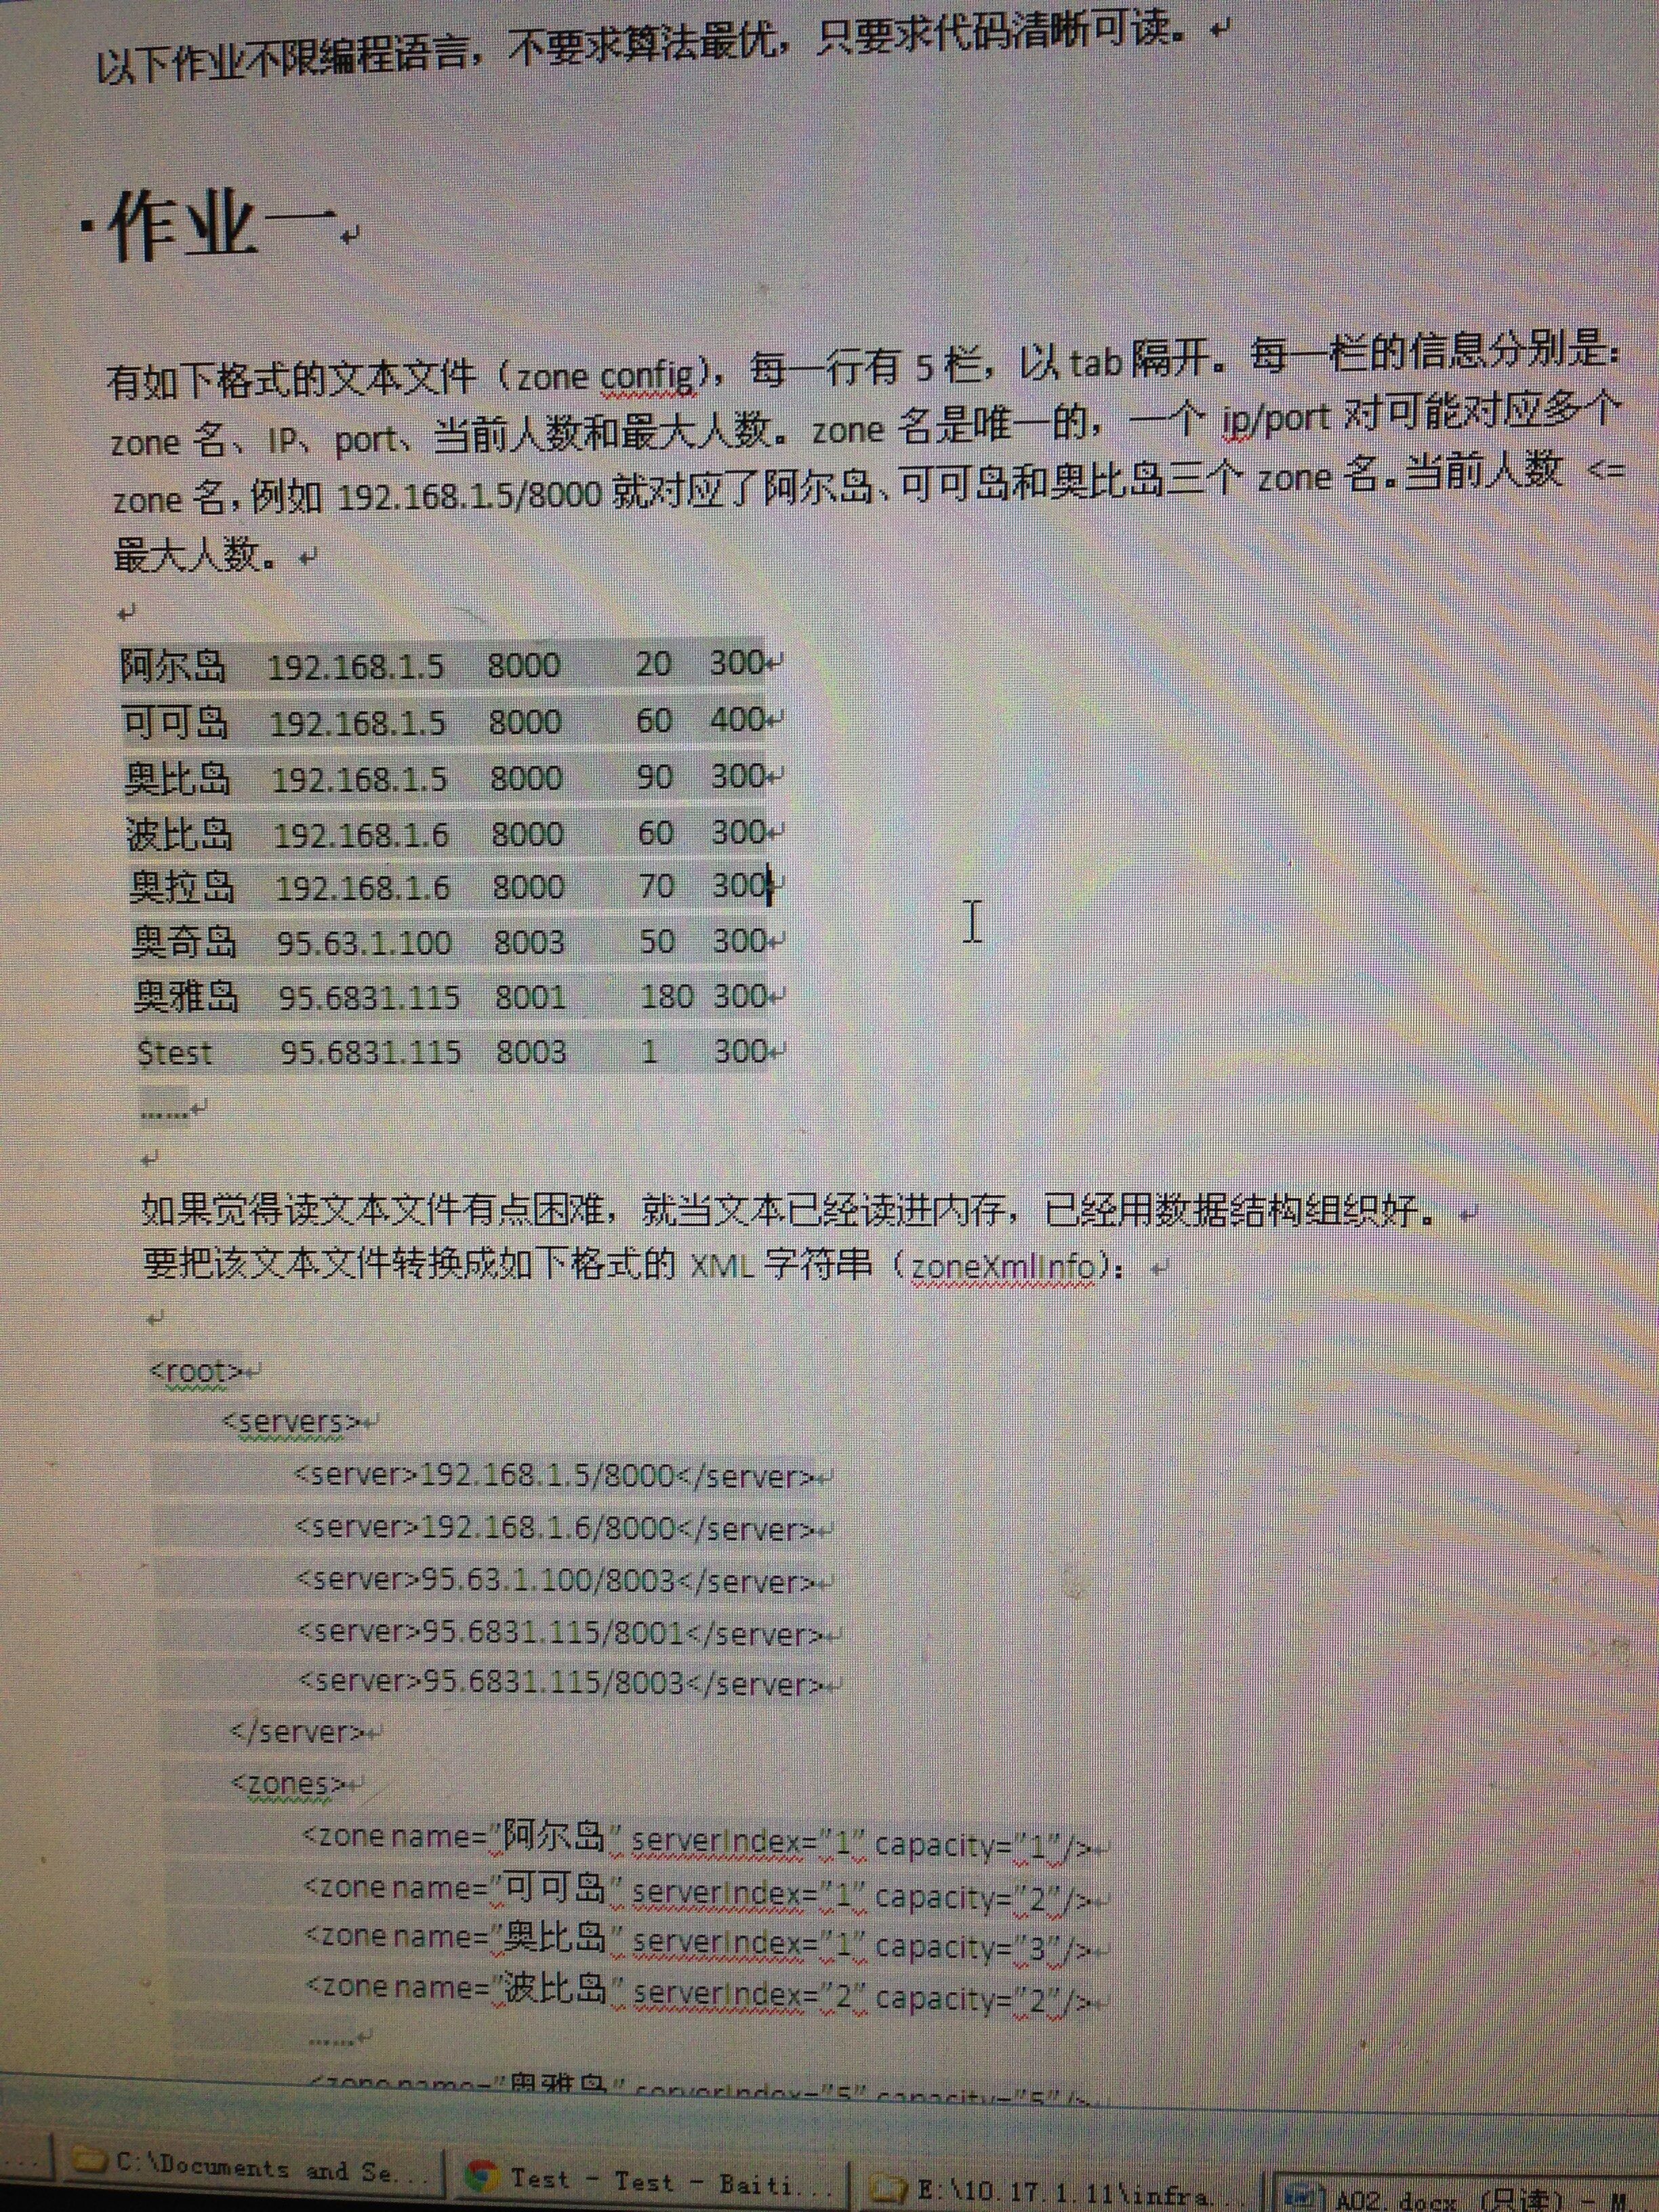 以下作业不限编程语言，不要求算法最优，只要求代码清晰可读。
作业一
有如下格式的文本文件（zone config），每一行有 5 栏，以 tab 隔开。每一栏的信息分别是：
zone 名、IP、port、当前人数和最大人数。zone 名是唯一的，一个 ip/port 对可能对应多个
zone 名，例如 192.168.1.5/8000 就对应了阿尔岛、可可岛和奥比岛三个 zone 名。当前人数 <=
最大人数。
阿尔岛 192.168.1.5 8000 20 300
可可岛 192.168.1.5 8000 60 400
奥比岛 192.168.1.5 8000 90 300
波比岛 192.168.1.6 8000 60 300
奥拉岛 192.168.1.6 8000 70 300
奥奇岛 95.63.1.100 8003 50 300
奥雅岛 95.6831.115 8001 180 300
$test 95.6831.115 8003 1 300
......
如果觉得读文本文件有点困难，就当文本已经读进内存，已经用数据结构组织好。
要把该文本文件转换成如下格式的 XML 字符串（zoneXmlInfo）：
<root>
<servers>
<server>192.168.1.5/8000</server>
<server>192.168.1.6/8000</server>
<server>95.63.1.100/8003</server>
<server>95.6831.115/8001</server>
<server>95.6831.115/8003</server>
</server>
<zones>
<zone name="阿尔岛" serverIndex="1" capacity="1"/>
<zone name="可可岛" serverIndex="1" capacity="2"/>
<zone name="奥比岛" serverIndex="1" capacity="3"/>
<zone name="波比岛" serverIndex="2" capacity="2"/>
......
<zone name="奥雅岛" serverIndex="5" capacity="5"/>
... C:\Documents and Se... Test - Test - Baiti... E:\10.17.1.11\infra... A02.docx (只读) - M...